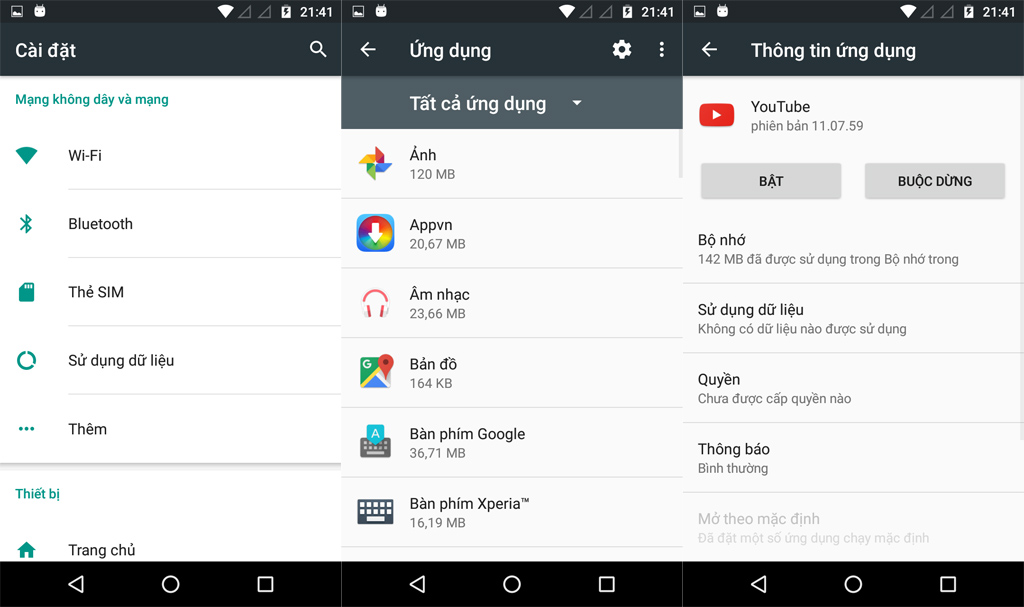 21:41
Cài đặt
Mạng không dây và mạng
Wi-Fi
Bluetooth
Thẻ SIM
Sử dụng dữ liệu
Thêm
Thiết bị
Trang chủ
21:41
Ứng dụng
Tất cả ứng dụng
Ảnh
120 MB
Appvn
20,67 MB
Âm nhạc
23,66 MB
Bản đồ
164 KB
Bàn phím Google
36,71 MB
Bàn phím Xperia™
16,19 MB
21:41
Thông tin ứng dụng
YouTube
phiên bản 11.07.59
BẬT
BUỘC DỪNG
Bộ nhớ
142 MB đã được sử dụng trong Bộ nhớ trong
Sử dụng dữ liệu
Không có dữ liệu nào được sử dụng
Quyền
Chưa được cấp quyền nào
Thông báo
Bình thường
Mở theo mặc định
Đã đặt một số ứng dụng chạy mặc định